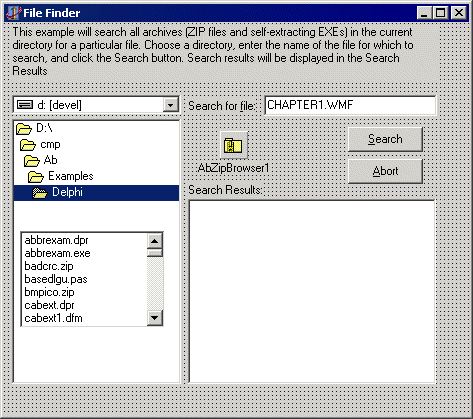 File Finder
This example will search all archives (ZIP files and self-extracting EXEs) in the current
directory for a particular file. Choose a directory, enter the name of the file for which to
search, and click the Search button. Search results will be displayed in the Search
Results
d: [devel]
Search for file:
CHAPTER1.WMF
D:\
cmp
Ab
Examples
Delphi
Search
AbZipBrowser1
Abort
Search Results:
abbrexam.dpr
abbrexam.exe
badcrc.zip
basedlgu.pas
bmpico.zip
cabext.dpr
cabext1.dfm